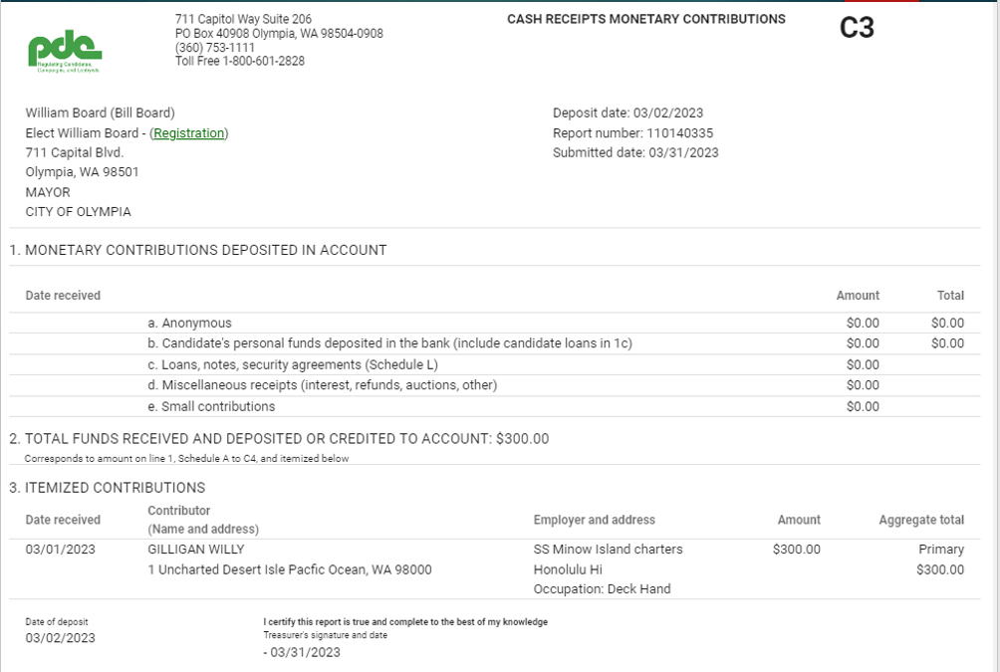 pdc
Regulating Candidates,
Campaigns, and Lobbyists
711 Capitol Way Suite 206
PO Box 40908 Olympia, WA 98504-0908
(360) 753-1111
Toll Free 1-800-601-2828
CASH RECEIPTS MONETARY CONTRIBUTIONS
C3
William Board (Bill Board)
Elect William Board - (Registration)
711 Capital Blvd.
Olympia, WA 98501
MAYOR
CITY OF OLYMPIA
Deposit date: 03/02/2023
Report number: 110140335
Submitted date: 03/31/2023
1. MONETARY CONTRIBUTIONS DEPOSITED IN ACCOUNT
Date received Amount Total
a. Anonymous $0.00 $0.00
b. Candidate's personal funds deposited in the bank (include candidate loans in 1c) $0.00 $0.00
c. Loans, notes, security agreements (Schedule L) $0.00
d. Miscellaneous receipts (interest, refunds, auctions, other) $0.00
e. Small contributions $0.00
2. TOTAL FUNDS RECEIVED AND DEPOSITED OR CREDITED TO ACCOUNT: $300.00
Corresponds to amount on line 1, Schedule A to C4, and itemized below
3. ITEMIZED CONTRIBUTIONS
Date received Contributor (Name and address) Employer and address Amount Aggregate total
03/01/2023 GILLIGAN WILLY SS Minow Island charters $300.00 Primary
1 Uncharted Desert Isle Pacfic Ocean, WA 98000 Honolulu Hi $300.00
Occupation: Deck Hand
Date of deposit
03/02/2023
I certify this report is true and complete to the best of my knowledge
Treasurer's signature and date
- 03/31/2023